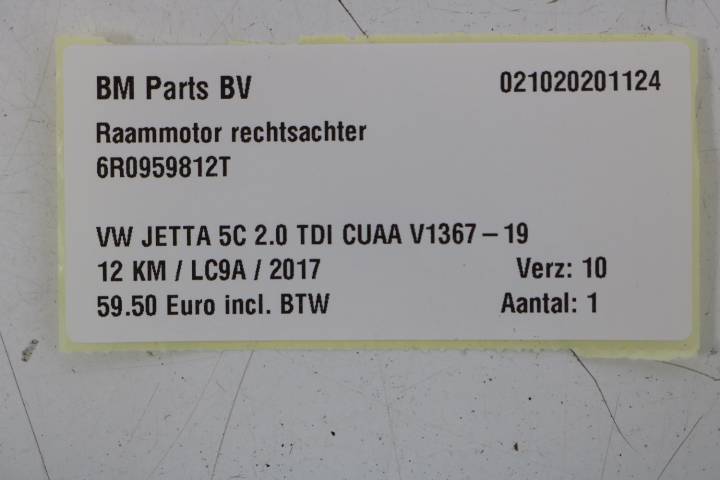 BM Parts BV 021020201124
Raammotor rechtsachter
6R0959812T
VW JETTA 5C 2.0 TDI CUAA V1367 – 19
12 KM / LC9A / 2017 Verz: 10
59.50 Euro incl. BTW Aantal: 1